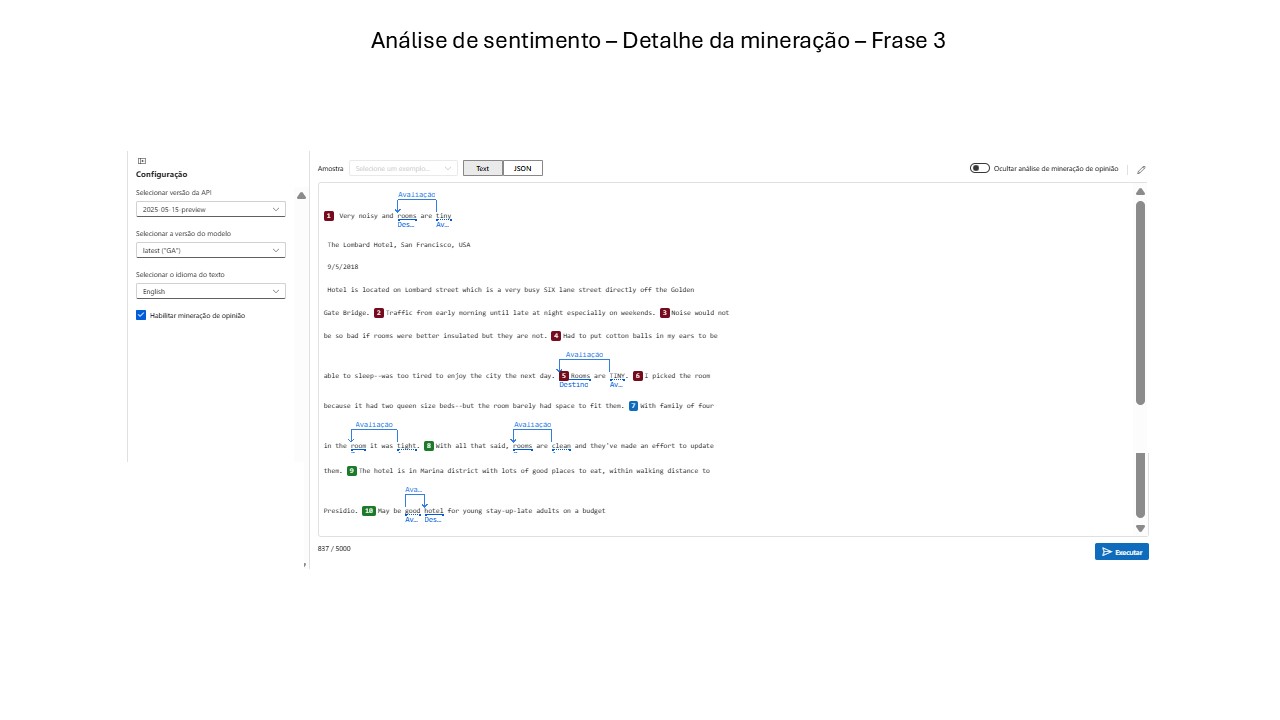 Análise de sentimento – Detalhe da mineração – Frase 3
Configuração
Selecionar versão da API
2025-05-15-preview
Selecionar a versão do modelo
latest ("GA")
Selecionar o idioma do texto
English
Habilitar mineração de opinião
Amostra Selecione um exemplo... Text JSON Ocultar análise de mineração de opinião
Avaliação
1 Very noisy and rooms are tiny
Des… Av…
The Lombard Hotel, San Francisco, USA
9/5/2018
Hotel is located on Lombard street which is a very busy SIX lane street directly off the Golden
Gate Bridge. 2 Traffic from early morning until late at night especially on weekends. 3 Noise would not
be so bad if rooms were better insulated but they are not. 4 Had to put cotton balls in my ears to be
Avaliação
able to sleep--was too tired to enjoy the city the next day. 5 Rooms are TINY. 6 I picked the room
Destino Av…
because it had two queen size beds--but the room barely had space to fit them. 7 With family of four
Avaliação Avaliação
in the room it was tight. 8 With all that said, rooms are clean and they've made an effort to update
them. 9 The hotel is in Marina district with lots of good places to eat, within walking distance to
Ava…
Presidio. 10 May be good hotel for young stay-up-late adults on a budget
Av… Des…
837 / 5000
Executar